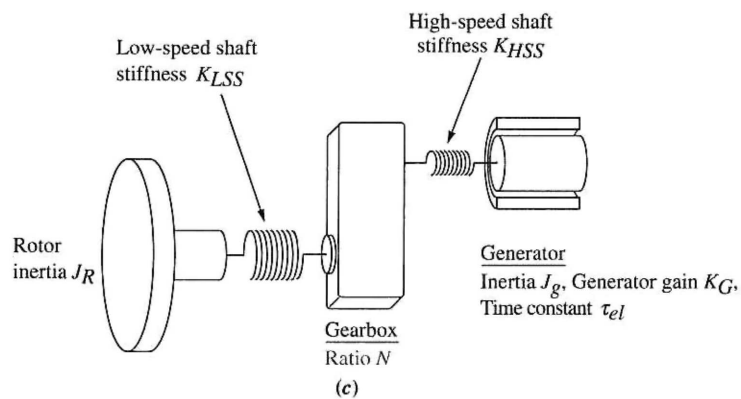 High-speed shaft
stiffness K_HSS
Low-speed shaft
stiffness K_LSS
Rotor
inertia J_R
Generator
Inertia J_g, Generator gain K_G,
Time constant τ_el
Gearbox
Ratio N
(c)